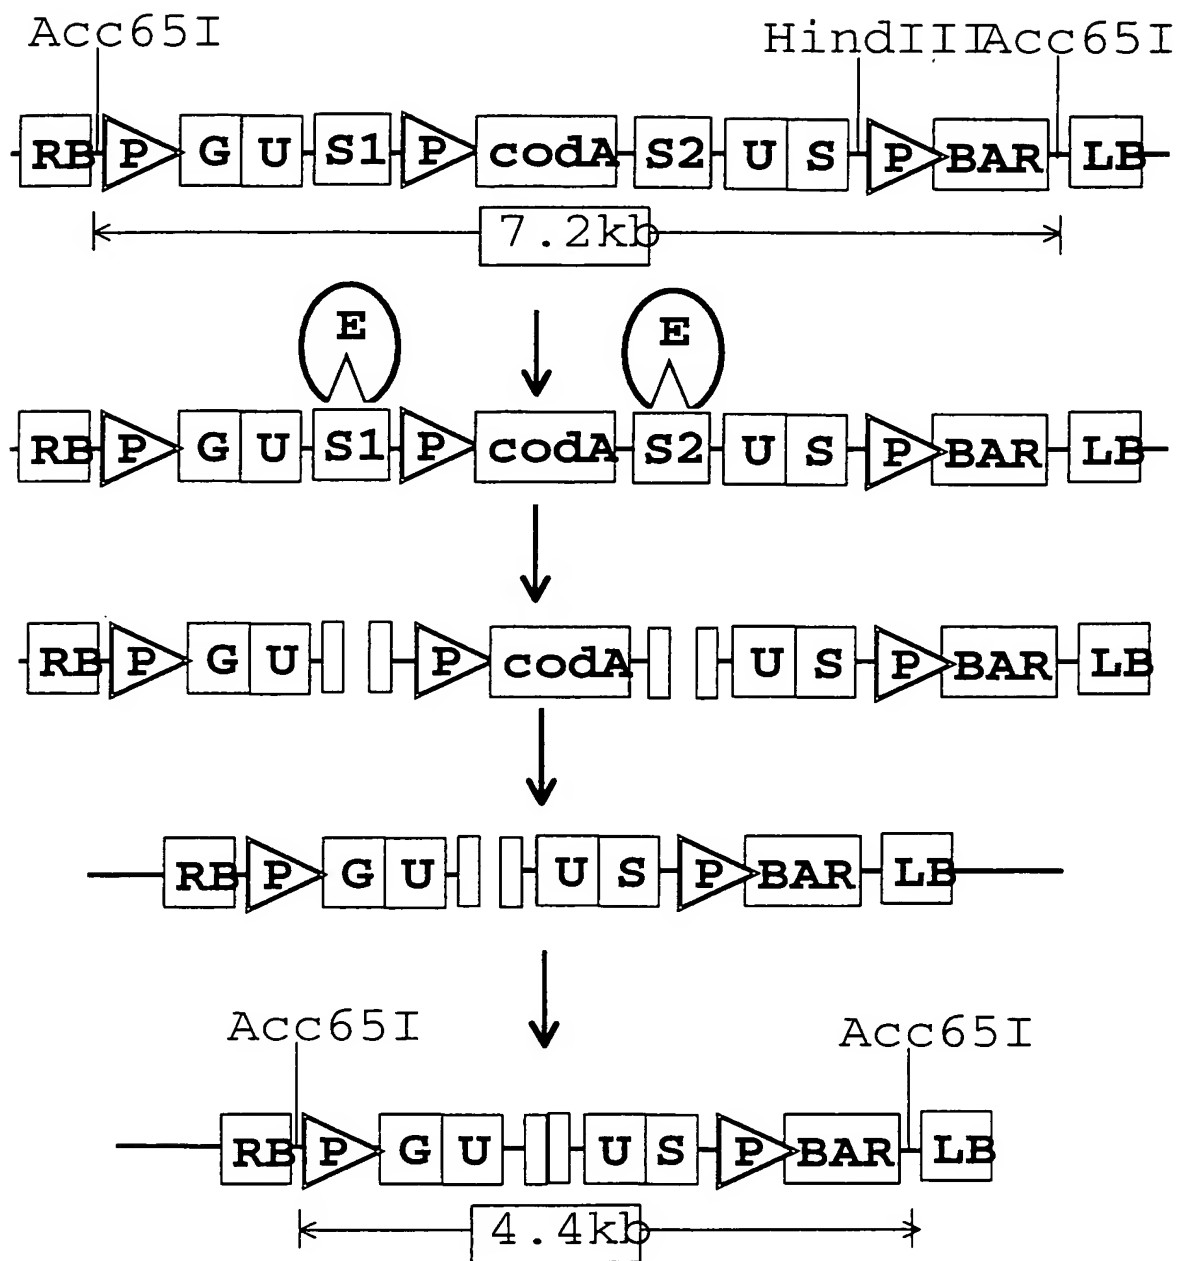 Acc65I HindIII Acc65I
RB P G U S1 P codA S2 U S P BAR LB
7.2kb
E E
RB P G U S1 P codA S2 U S P BAR LB
RB P G U P codA U S P BAR LB
RB P G U U S P BAR LB
Acc65I Acc65I
RB P G U U S P BAR LB
4.4kb